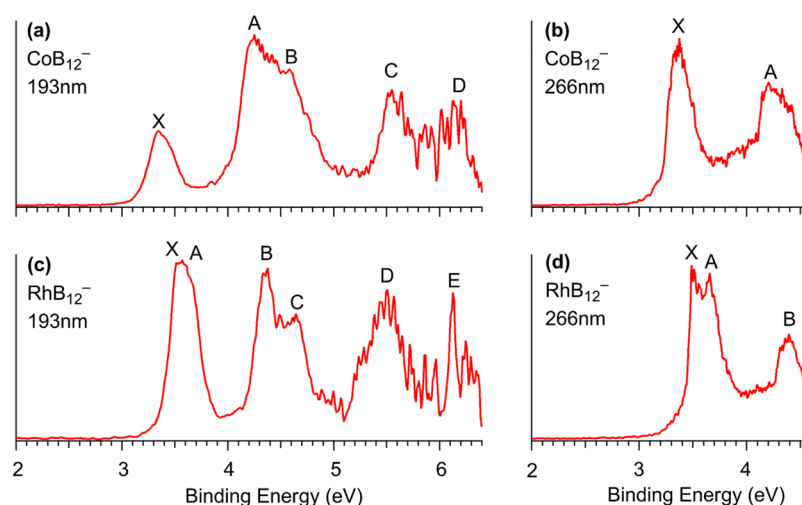 (a)
CoB₁₂⁻
193nm
X
A
B
C
D
(b)
CoB₁₂⁻
266nm
X
A
(c)
RhB₁₂⁻
193nm
X A
B
C
D
E
2 3 4 5 6
Binding Energy (eV)
(d)
RhB₁₂⁻
266nm
X A
B
2 3 4
Binding Energy (eV)